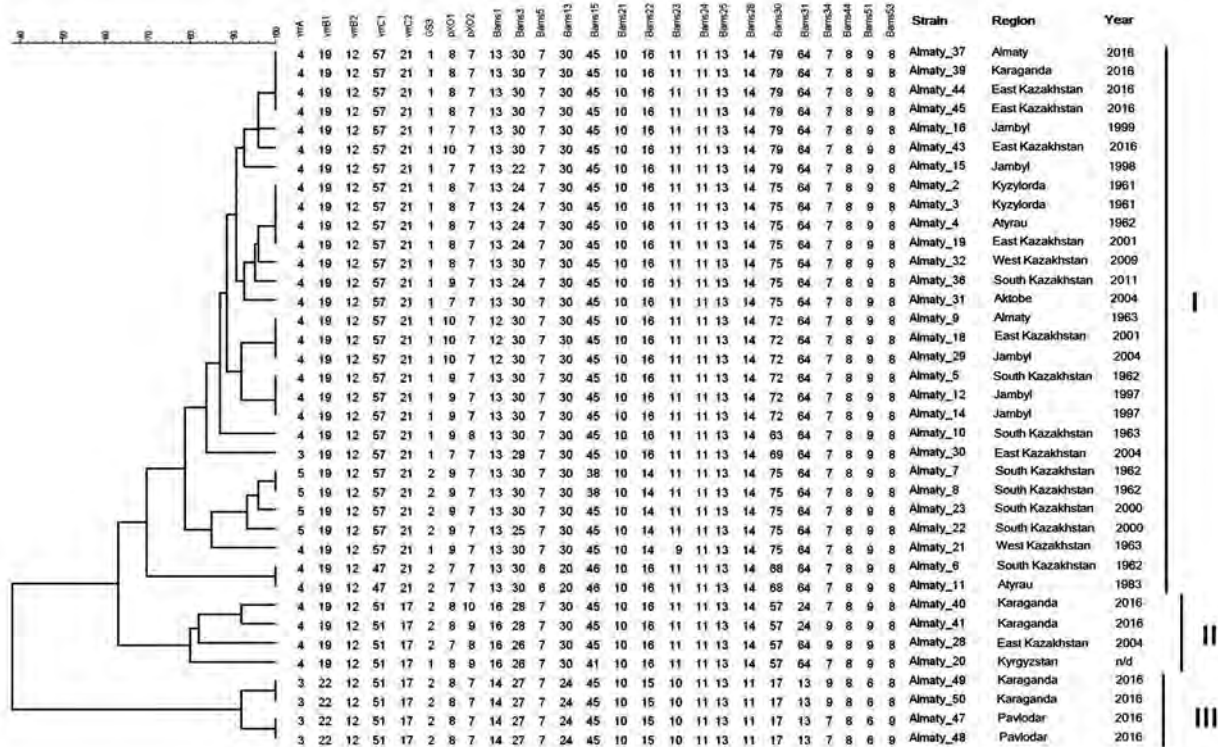 40 50 60 70 80 90 100 vrrA vrrB1 vrrB2 vrrC1 vrrC2 GS3 pXO1 pXO2 Bams1 Bams3 Bams5 Bams13 Bams15 Bams21 Bams22 Bams23 Bams24 Bams25 Bams28 Bams30 Bams31 Bams34 Bams44 Bams51 Bams53 Strain Region Year
4 19 12 57 21 1 8 7 13 30 7 30 45 10 16 11 11 13 14 79 64 7 8 9 8 Almaty_37 Almaty 2016
4 19 12 57 21 1 8 7 13 30 7 30 45 10 16 11 11 13 14 79 64 7 8 9 8 Almaty_39 Karaganda 2016
4 19 12 57 21 1 8 7 13 30 7 30 45 10 16 11 11 13 14 79 64 7 8 9 8 Almaty_44 East Kazakhstan 2016
4 19 12 57 21 1 8 7 13 30 7 30 45 10 16 11 11 13 14 79 64 7 8 9 8 Almaty_45 East Kazakhstan 2016
4 19 12 57 21 1 7 7 13 30 7 30 45 10 16 11 11 13 14 79 64 7 8 9 8 Almaty_16 Jambyl 1999
4 19 12 57 21 1 10 7 13 30 7 30 45 10 16 11 11 13 14 79 64 7 8 9 8 Almaty_43 East Kazakhstan 2016
4 19 12 57 21 1 7 7 13 22 7 30 45 10 16 11 11 13 14 79 64 7 8 9 8 Almaty_15 Jambyl 1998
4 19 12 57 21 1 8 7 13 24 7 30 45 10 16 11 11 13 14 75 64 7 8 9 8 Almaty_2 Kyzylorda 1961
4 19 12 57 21 1 8 7 13 24 7 30 45 10 16 11 11 13 14 75 64 7 8 9 8 Almaty_3 Kyzylorda 1961
4 19 12 57 21 1 8 7 13 24 7 30 45 10 16 11 11 13 14 75 64 7 8 9 8 Almaty_4 Atyrau 1962
4 19 12 57 21 1 8 7 13 24 7 30 45 10 16 11 11 13 14 75 64 7 8 9 8 Almaty_19 East Kazakhstan 2001
4 19 12 57 21 1 8 7 13 30 7 30 45 10 16 11 11 13 14 75 64 7 8 9 8 Almaty_32 West Kazakhstan 2009
4 19 12 57 21 1 9 7 13 24 7 30 45 10 16 11 11 13 14 75 64 7 8 9 8 Almaty_36 South Kazakhstan 2011
4 19 12 57 21 1 7 7 13 30 7 30 45 10 16 11 11 13 14 75 64 7 8 9 8 Almaty_31 Aktobe 2004 I
4 19 12 57 21 1 10 7 12 30 7 30 45 10 16 11 11 13 14 72 64 7 8 9 8 Almaty_9 Almaty 1963
4 19 12 57 21 1 10 7 12 30 7 30 45 10 16 11 11 13 14 72 64 7 8 9 8 Almaty_18 East Kazakhstan 2001
4 19 12 57 21 1 10 7 12 30 7 30 45 10 16 11 11 13 14 72 64 7 8 9 8 Almaty_29 Jambyl 2004
4 19 12 57 21 1 9 7 13 30 7 30 45 10 16 11 11 13 14 72 64 7 8 9 8 Almaty_5 South Kazakhstan 1962
4 19 12 57 21 1 9 7 13 30 7 30 45 10 16 11 11 13 14 72 64 7 8 9 8 Almaty_12 Jambyl 1997
4 19 12 57 21 1 9 7 13 30 7 30 45 10 16 11 11 13 14 72 64 7 8 9 8 Almaty_14 Jambyl 1997
4 19 12 57 21 1 9 8 13 30 7 30 45 10 16 11 11 13 14 63 64 7 8 9 8 Almaty_10 South Kazakhstan 1963
3 19 12 57 21 1 7 7 13 29 7 30 45 10 16 11 11 13 14 69 64 7 8 9 8 Almaty_30 East Kazakhstan 2004
5 19 12 57 21 2 9 7 13 30 7 30 38 10 14 11 11 13 14 75 64 7 8 9 8 Almaty_7 South Kazakhstan 1962
5 19 12 57 21 2 9 7 13 30 7 30 38 10 14 11 11 13 14 75 64 7 8 9 8 Almaty_8 South Kazakhstan 1962
5 19 12 57 21 2 9 7 13 30 7 30 45 10 14 11 11 13 14 75 64 7 8 9 8 Almaty_23 South Kazakhstan 2000
5 19 12 57 21 2 9 7 13 25 7 30 45 10 14 11 11 13 14 75 64 7 8 9 8 Almaty_22 South Kazakhstan 2000
4 19 12 57 21 1 9 7 13 30 7 30 45 10 14 9 11 13 14 75 64 7 8 9 8 Almaty_21 West Kazakhstan 1963
4 19 12 47 21 2 7 7 13 30 6 20 46 10 16 11 11 13 14 68 64 7 8 9 8 Almaty_6 South Kazakhstan 1962
4 19 12 47 21 2 7 7 13 30 6 20 46 10 16 11 11 13 14 68 64 7 8 9 8 Almaty_11 Atyrau 1983
4 19 12 51 17 2 8 10 16 28 7 30 45 10 16 11 11 13 14 57 24 7 8 9 8 Almaty_40 Karaganda 2016
4 19 12 51 17 2 8 9 16 28 7 30 45 10 16 11 11 13 14 57 24 9 8 9 8 Almaty_41 Karaganda 2016 II
4 19 12 51 17 2 7 8 16 26 7 30 45 10 16 11 11 13 14 57 64 9 8 9 8 Almaty_28 East Kazakhstan 2004
4 19 12 51 17 1 8 9 16 26 7 30 41 10 16 11 11 13 14 57 64 7 8 9 8 Almaty_20 Kyrgyzstan n/d
3 22 12 51 17 2 8 7 14 27 7 24 45 10 15 10 11 13 11 17 13 9 8 6 8 Almaty_49 Karaganda 2016
3 22 12 51 17 2 8 7 14 27 7 24 45 10 15 10 11 13 11 17 13 9 8 6 8 Almaty_50 Karaganda 2016
3 22 12 51 17 2 8 7 14 27 7 24 45 10 15 10 11 13 11 17 13 7 8 6 9 Almaty_47 Pavlodar 2016 III
3 22 12 51 17 2 8 7 14 27 7 24 45 10 15 10 11 13 11 17 13 7 8 6 9 Almaty_48 Pavlodar 2016